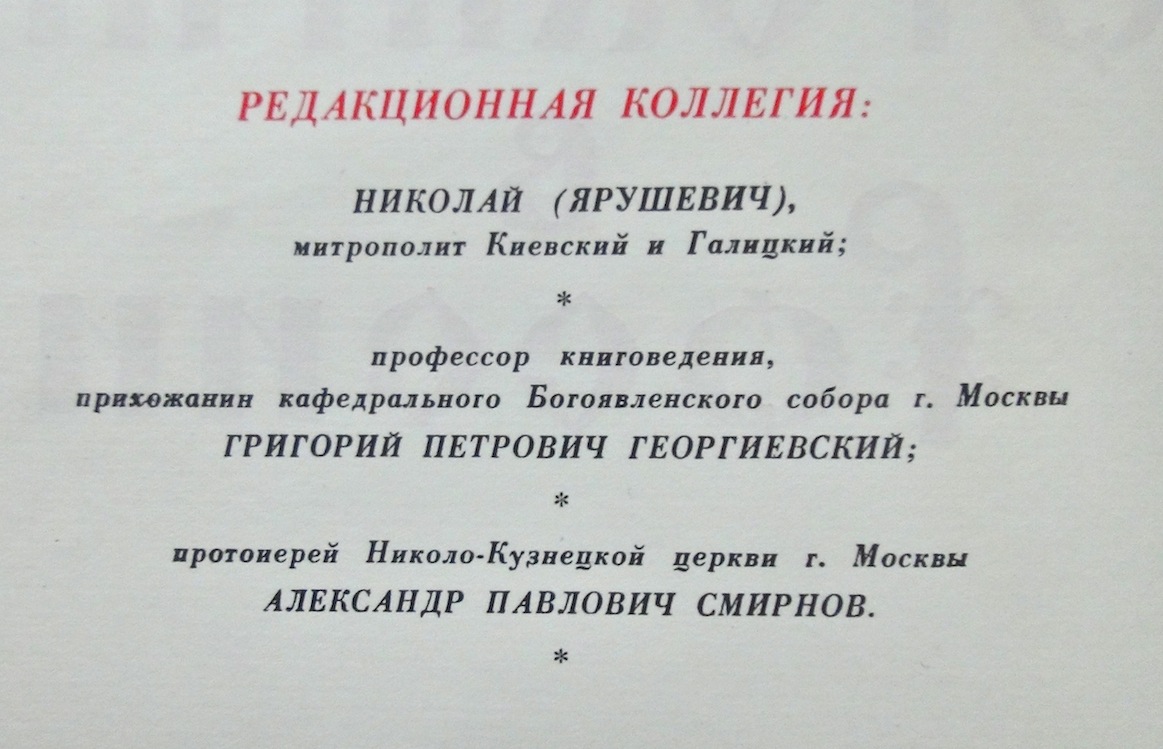 РЕДАКЦИОННАЯ КОЛЛЕГИЯ:
НИКОЛАЙ (ЯРУШЕВИЧ),
митрополит Киевский и Галицкий;
*
профессор книговедения,
прихожанин кафедрального Богоявленского собора г. Москвы
ГРИГОРИЙ ПЕТРОВИЧ ГЕОРГИЕВСКИЙ;
*
протоиерей Николо-Кузнецкой церкви г. Москвы
АЛЕКСАНДР ПАВЛОВИЧ СМИРНОВ.
*